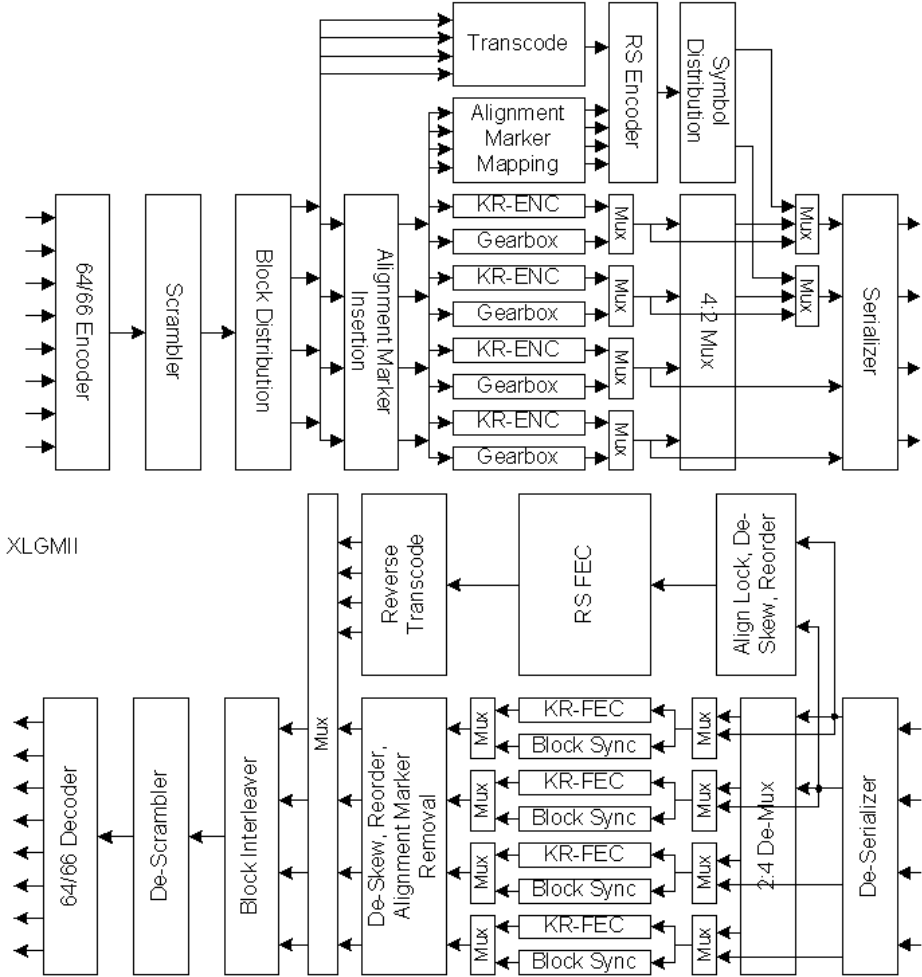 Transcode
RS Encoder
Symbol
Distribution
Alignment
Marker
Mapping
64/66 Encoder
Scrambler
Block Distribution
Alignment Marker
Insertion
KR-ENC
Gearbox
Mux
KR-ENC
Gearbox
Mux
KR-ENC
Gearbox
Mux
KR-ENC
Gearbox
Mux
4:2 Mux
Mux
Mux
Serializer
XLGMII
Mux
Reverse
Transcode
RS FEC
Align Lock, De-
Skew, Reorder
64/66 Decoder
De-Scrambler
Block Interleaver
De-Skew, Reorder,
Alignment Marker
Removal
Mux
KR-FEC
Block Sync
Mux
Mux
KR-FEC
Block Sync
Mux
Mux
KR-FEC
Block Sync
Mux
Mux
KR-FEC
Block Sync
Mux
2:4 De-Mux
De-Serializer